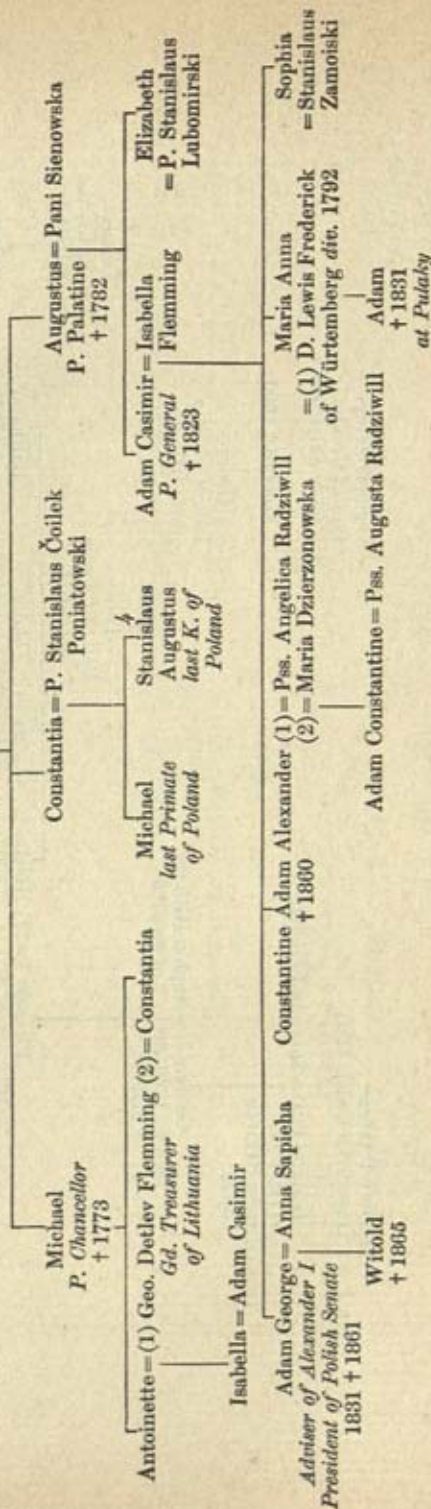 Michael
P. Chancellor
† 1773
Constantia = P. Stanislaus Čoilek
Poniatowski
Augustus = Pani Sienowska
P. Palatine
† 1782
Antoinette = (1) Geo. Detlev Flemming (2) = Constantia
Gd. Treasurer
of Lithuania
Michael
last Primate
of Poland
4
Stanislaus
Augustus
last K. of
Poland
Adam Casimir = Isabella
P. General Flemming
† 1823
Elizabeth
= P. Stanislaus
Lubomirski
Isabella = Adam Casimir
Adam George = Anna Sapieha
Adviser of Alexander I
President of Polish Senate
1831 † 1861
Constantine Adam Alexander (1) = Pss. Angelica Radziwill
† 1860 (2) = Maria Dzierzonowska
Maria Anna
= (1) D. Lewis Frederick
of Würtemberg div. 1792
Sophia
= Stanislaus
Zamoiski
Witold
† 1865
Adam Constantine = Pss. Augusta Radziwill
Adam
† 1831
at Pulaky